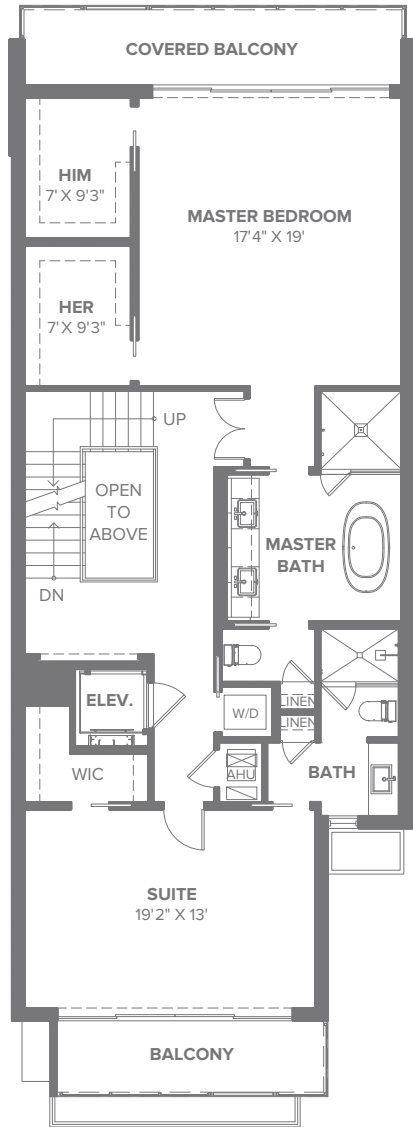 COVERED BALCONY
HIM
7' X 9'3"
MASTER BEDROOM
17'4" X 19'
HER
7' X 9'3"
UP
OPEN
TO
ABOVE
DN
MASTER
BATH
ELEV.
W/D
LINEN
LINEN
WIC
AHU
BATH
SUITE
19'2" X 13'
BALCONY